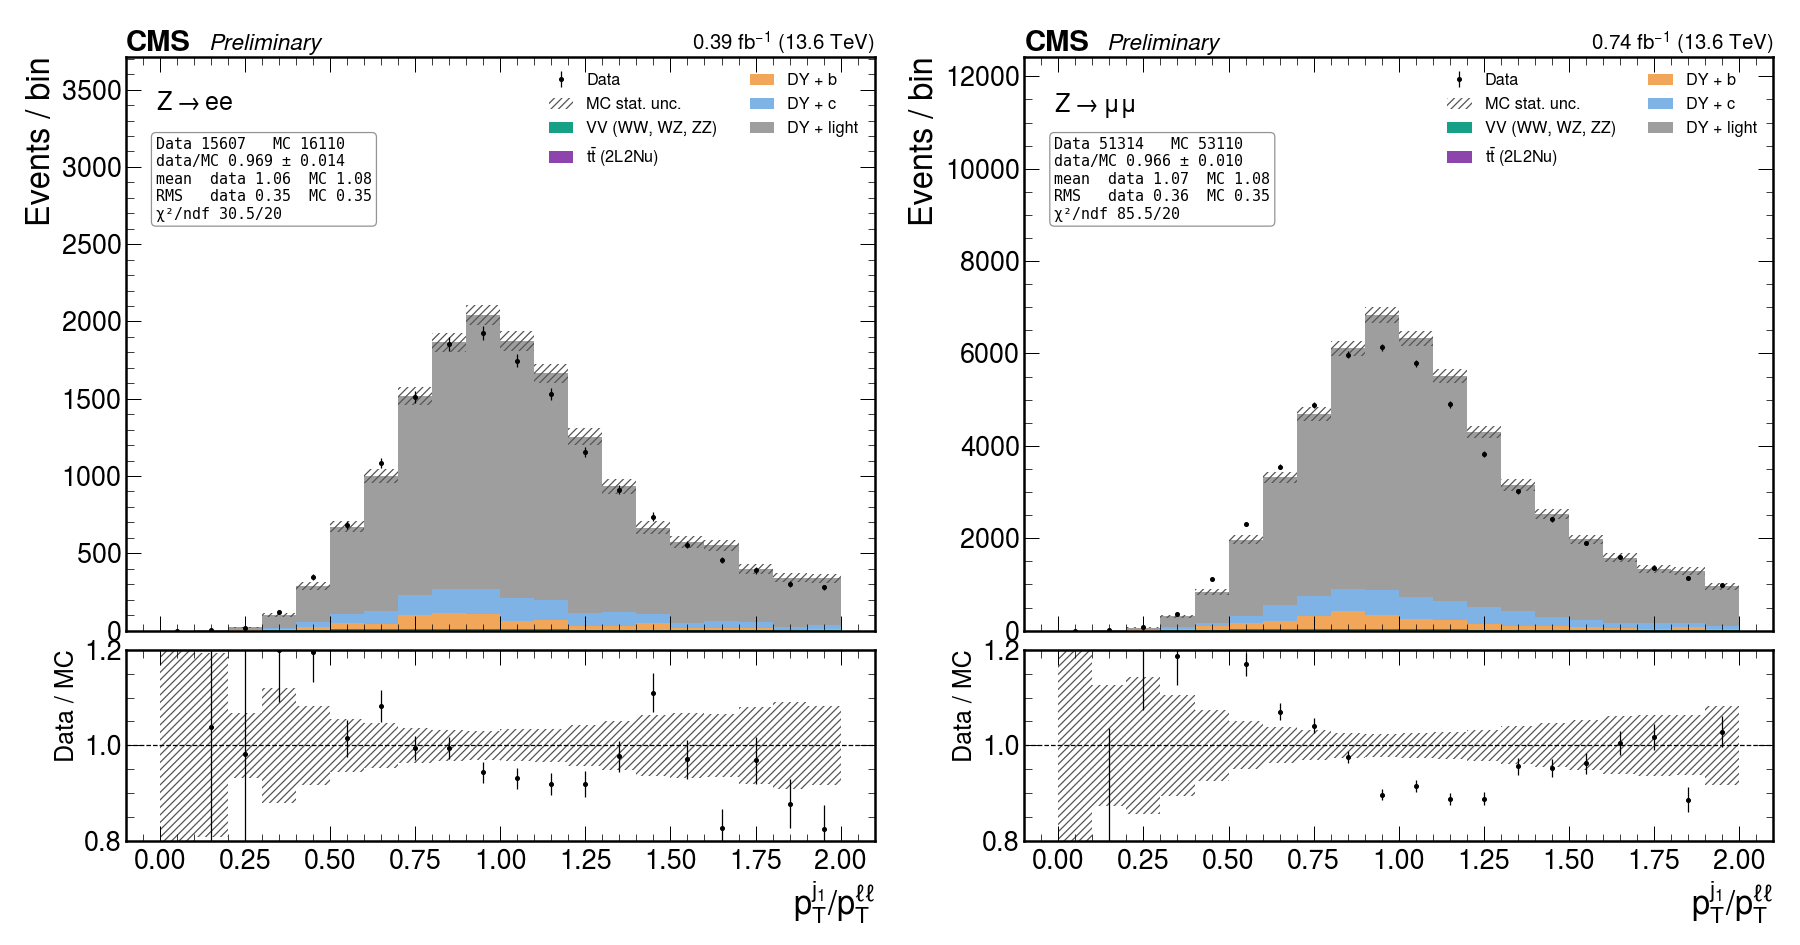 CMS Preliminary 0.39 fb⁻¹ (13.6 TeV)
Events / bin
3500
3000
2500
2000
1500
1000
500
0
Z → ee
Data 15607   MC 16110
data/MC 0.969 ± 0.014
mean  data 1.06  MC 1.08
RMS   data 0.35  MC 0.35
χ²/ndf 30.5/20
Data
MC stat. unc.
VV (WW, WZ, ZZ)
tt̄ (2L2Nu)
DY + b
DY + c
DY + light
Data / MC
1.2
1.0
0.8
0.00 0.25 0.50 0.75 1.00 1.25 1.50 1.75 2.00
p_T^{j1}/p_T^{ℓℓ}
CMS Preliminary 0.74 fb⁻¹ (13.6 TeV)
Events / bin
12000
10000
8000
6000
4000
2000
0
Z → μμ
Data 51314   MC 53110
data/MC 0.966 ± 0.010
mean  data 1.07  MC 1.08
RMS   data 0.36  MC 0.35
χ²/ndf 85.5/20
Data
MC stat. unc.
VV (WW, WZ, ZZ)
tt̄ (2L2Nu)
DY + b
DY + c
DY + light
Data / MC
1.2
1.0
0.8
0.00 0.25 0.50 0.75 1.00 1.25 1.50 1.75 2.00
p_T^{j1}/p_T^{ℓℓ}